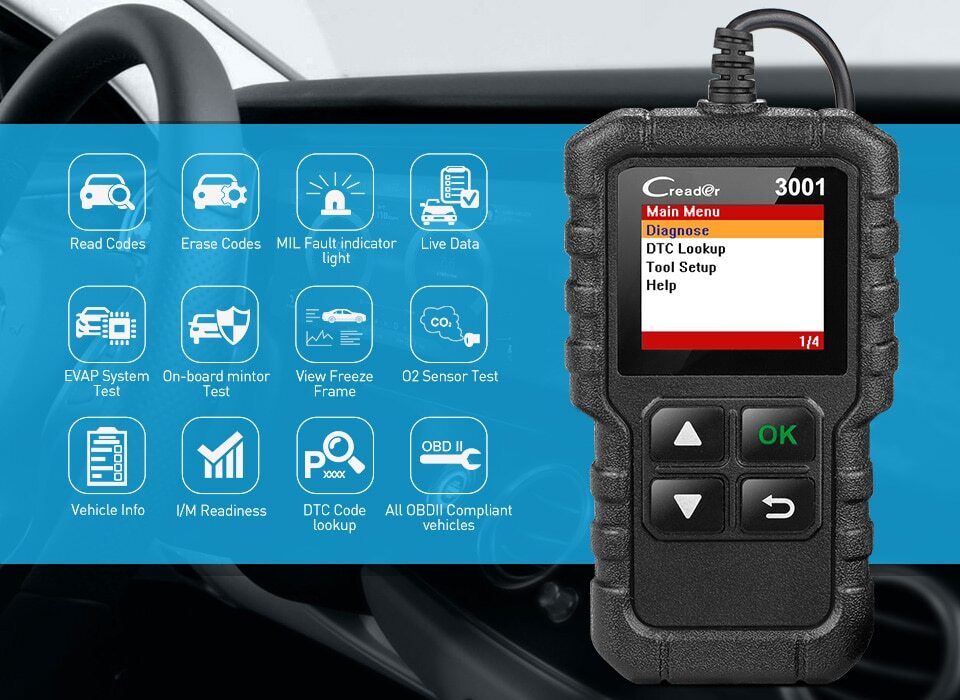 Read Codes
Erase Codes
MIL Fault indicator
light
Live Data
EVAP System
Test
On-board mintor
Test
View Freeze
Frame
CO₂
O2 Sensor Test
Vehicle Info
I/M Readiness
Pxxxx
DTC Code
lookup
OBD II
All OBDII Compliant
vehicles
Creader 3001
Main Menu
Diagnose
DTC Lookup
Tool Setup
Help
1/4
OK